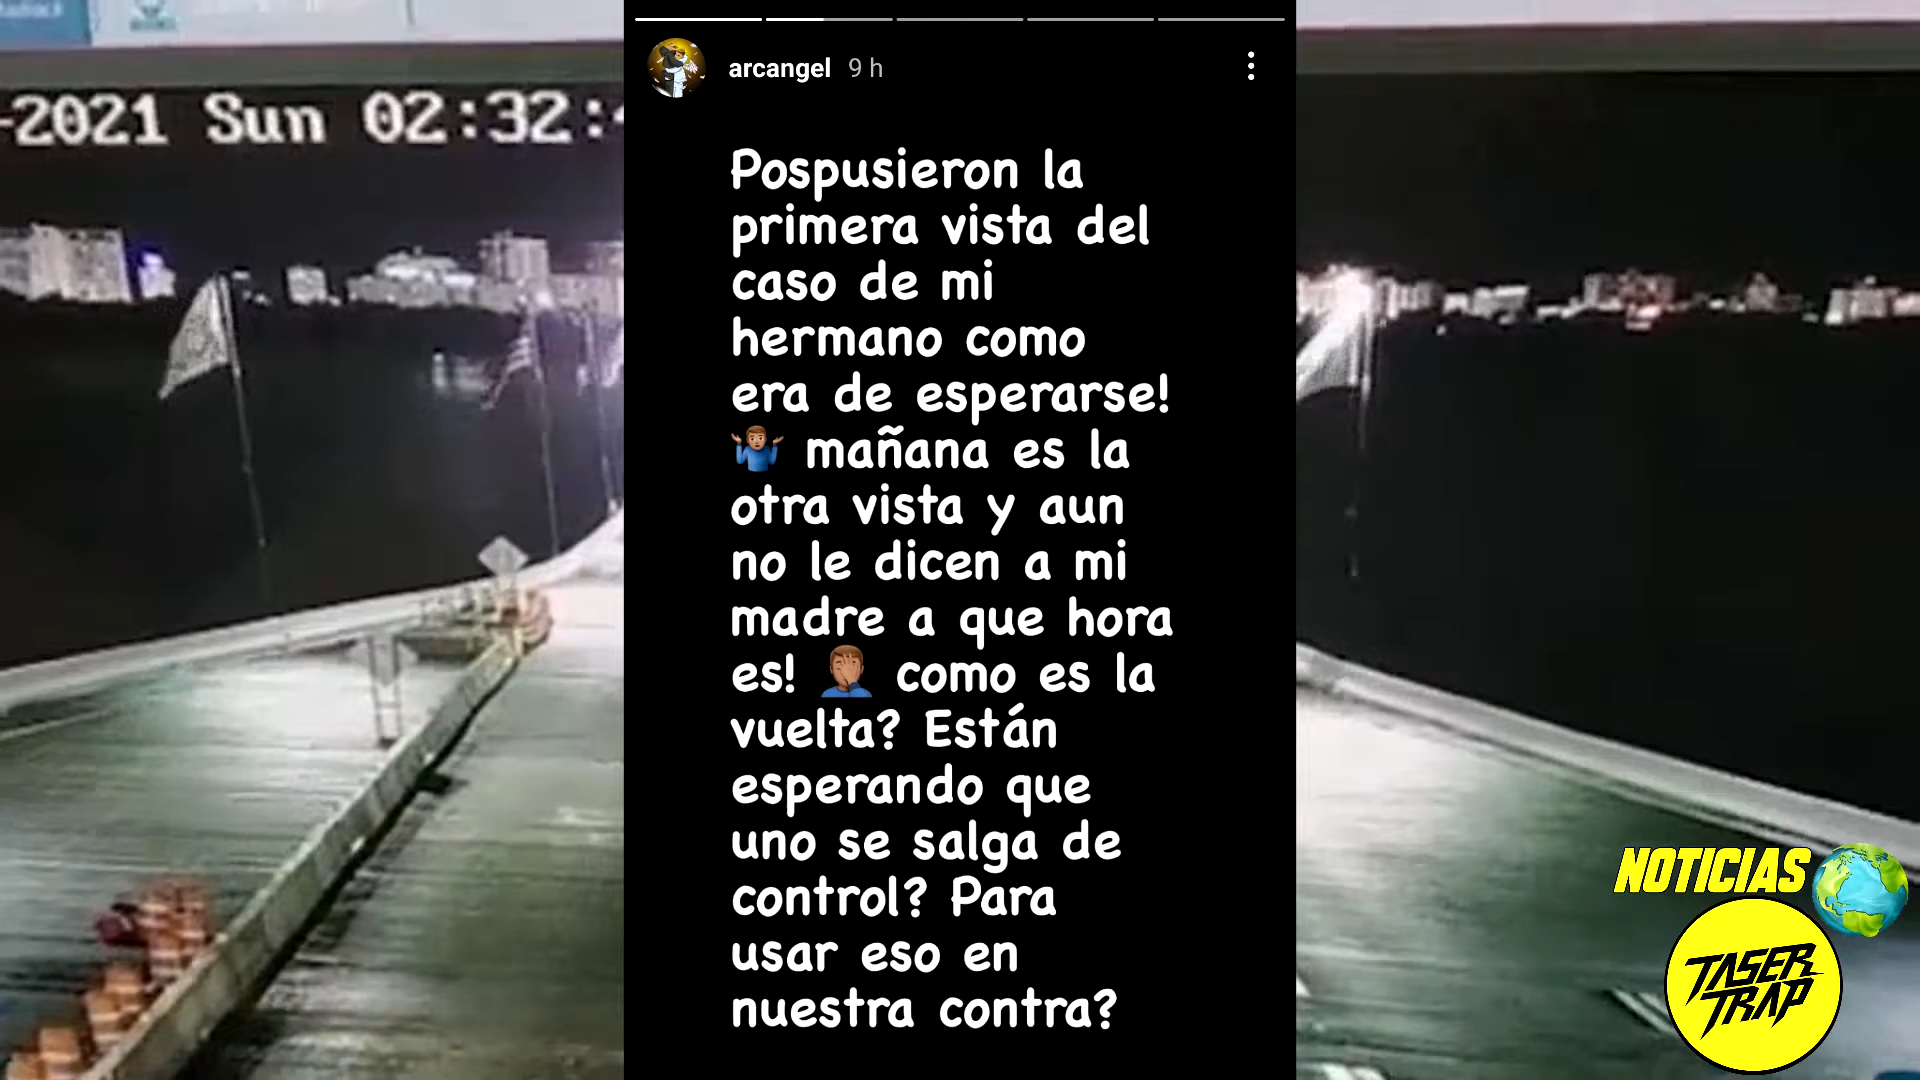 -2021 Sun 02:32:
arcangel 9 h
Pospusieron la
primera vista del
caso de mi
hermano como
era de esperarse!
🤷🏽‍♂️ mañana es la
otra vista y aun
no le dicen a mi
madre a que hora
es! 🤦🏽‍♂️ como es la
vuelta? Están
esperando que
uno se salga de
control? Para
usar eso en
nuestra contra?
NOTICIAS
TASER
TRAP